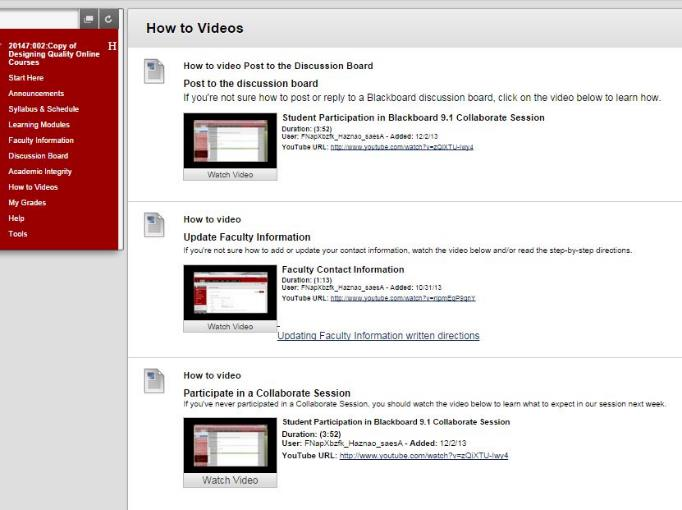 20147:002:Copy of
Designing Quality Online
Courses
H
Start Here
Announcements
Syllabus & Schedule
Learning Modules
Faculty Information
Discussion Board
Academic Integrity
How to Videos
My Grades
Help
Tools
How to Videos
How to video Post to the Discussion Board
Post to the discussion board
If you're not sure how to post or reply to a Blackboard discussion board, click on the video below to learn how.
Student Participation in Blackboard 9.1 Collaborate Session
Duration: (3:52)
User: FNapXbzfk_Haznao_saesA - Added: 12/2/13
YouTube URL: http://www.youtube.com/watch?v=zQiXTU-Iwy4
Watch Video
How to video
Update Faculty Information
If you're not sure how to add or update your contact information, watch the video below and/or read the step-by-step directions.
Faculty Contact Information
Duration: (1:13)
User: FNapXbzfk_Haznao_saesA - Added: 10/31/13
YouTube URL:
Watch Video
Updating Faculty Information written directions
How to video
Participate in a Collaborate Session
If you've never participated in a Collaborate Session, you should watch the video below to learn what to expect in our session next week.
Student Participation in Blackboard 9.1 Collaborate Session
Duration: (3:52)
User: FNapXbzfk_Haznao_saesA - Added: 12/2/13
YouTube URL: http://www.youtube.com/watch?v=zQiXTU-Iwy4
Watch Video